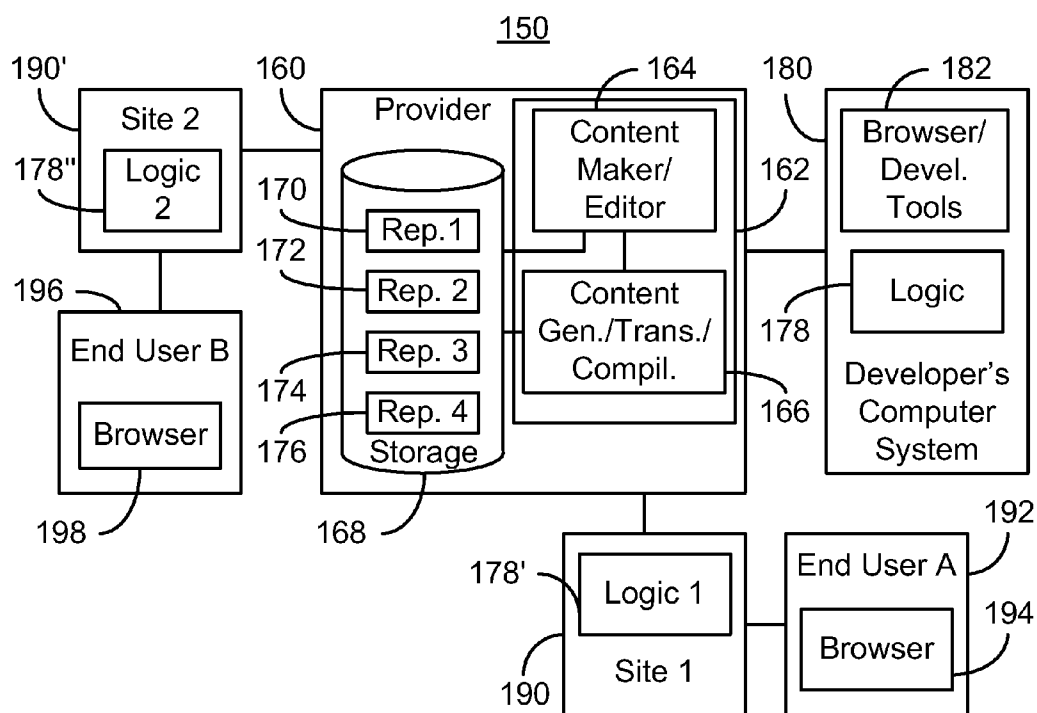 150
190'
160
164
180
182
Site 2
Logic
2
178"
Provider
Content
Maker/
Editor
162
Browser/
Devel.
Tools
170
Rep.1
172
Rep. 2
174
Rep. 3
176
Rep. 4
Storage
168
Content
Gen./Trans./
Compil.
166
178
Logic
Developer's
Computer
System
196
End User B
Browser
198
178'
Logic 1
Site 1
190
192
End User A
194
Browser